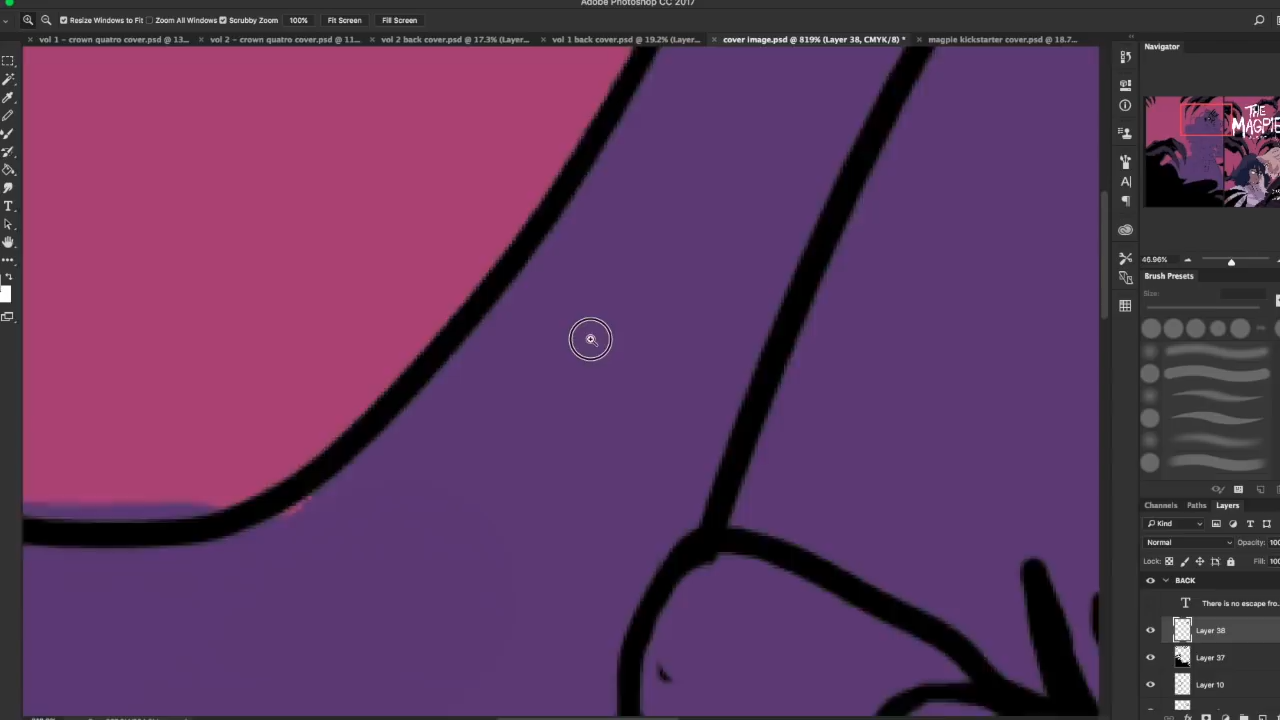 Adobe Photoshop CC 2017
Resize Windows to Fit Zoom All Windows Scrubby Zoom 100% Fit Screen Fill Screen
vol 1 – crown quatro cover.psd @ 13... vol 2 – crown quatro cover.psd @ 11... vol 2 back cover.psd @ 17.3% (Layer... vol 1 back cover.psd @ 19.2% (Layer... cover image.psd @ 819% (Layer 38, CMYK/8) * magpie kickstarter cover.psd @ 18.7...
Navigator
THE
MAGPIE
46.96%
Brush Presets
Size:
Channels Paths Layers
Kind
Normal Opacity: 100
Lock: Fill: 100
BACK
There is no escape fro...
Layer 38
Layer 37
Layer 10